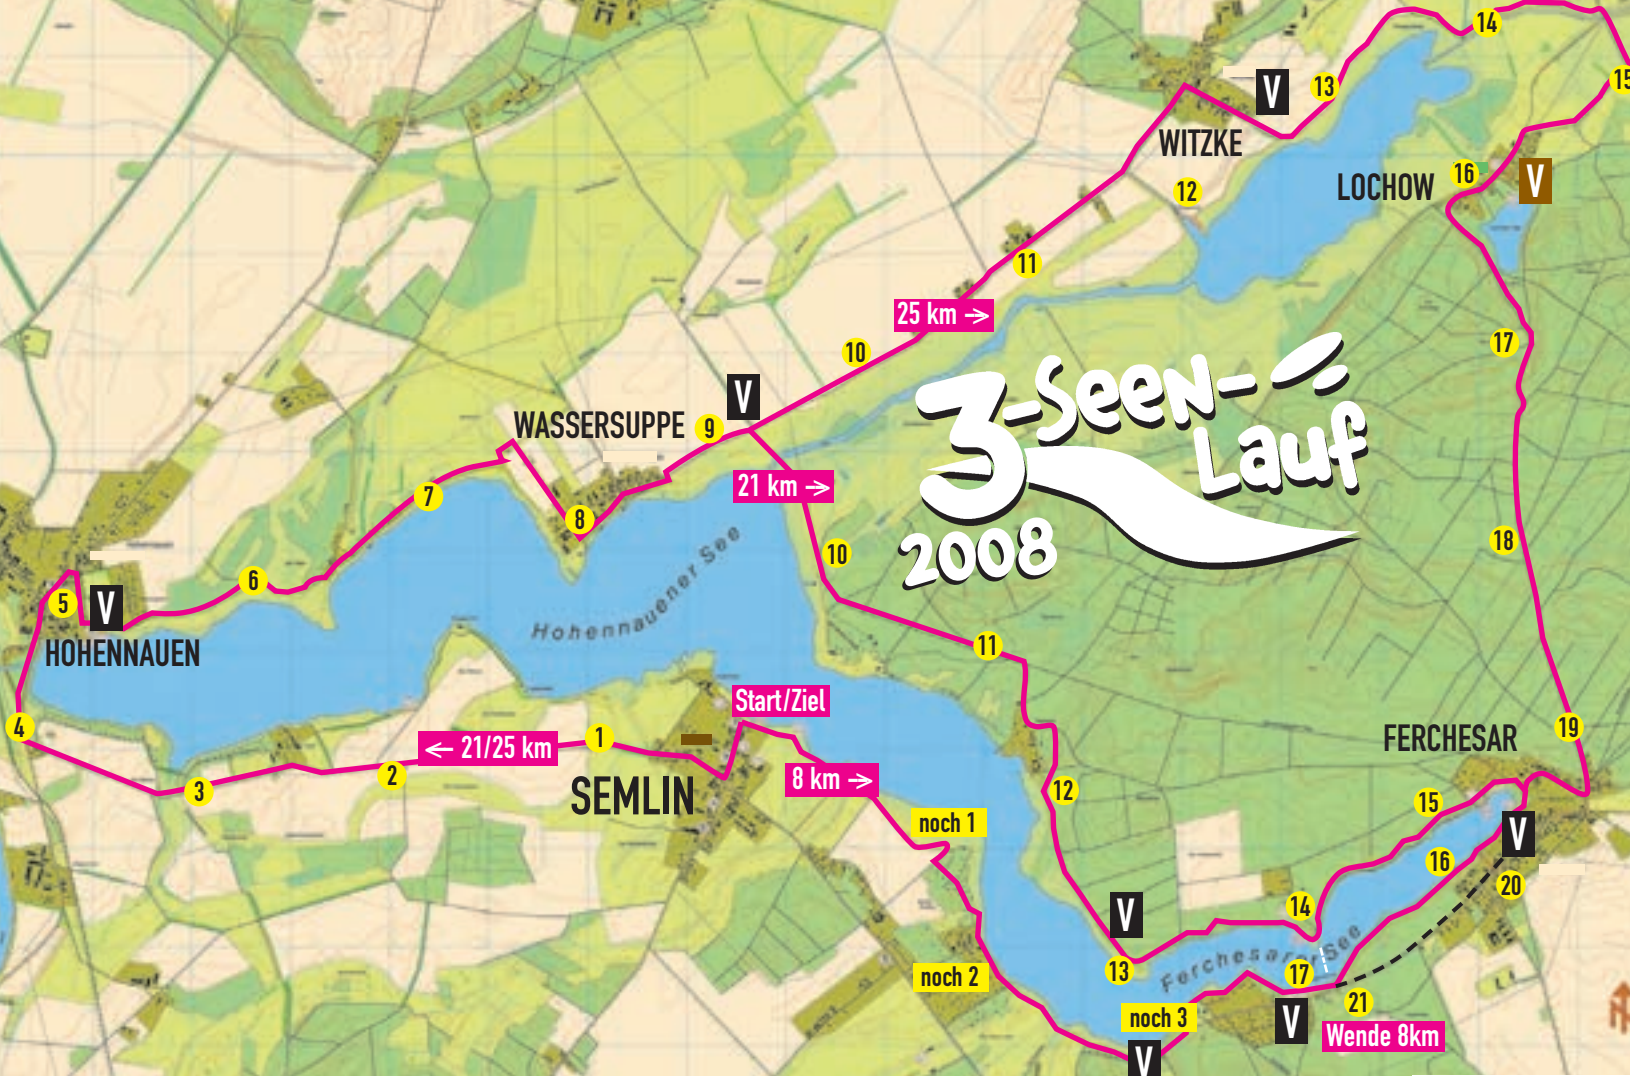 14
13
15
V
WITZKE
16
V
LOCHOW
12
11
25 km →
17
10
3-Seen-
Lauf
2008
V
WASSERSUPPE
9
21 km →
7
8
18
10
Hohennauener See
6
5
V
HOHENNAUEN
11
Start/Ziel
4
1
← 21/25 km
19
FERCHESAR
2
3
8 km →
SEMLIN
12
15
noch 1
V
16
20
14
V
noch 2
13
Ferchesarer See
17
21
noch 3
V
Wende 8km
V